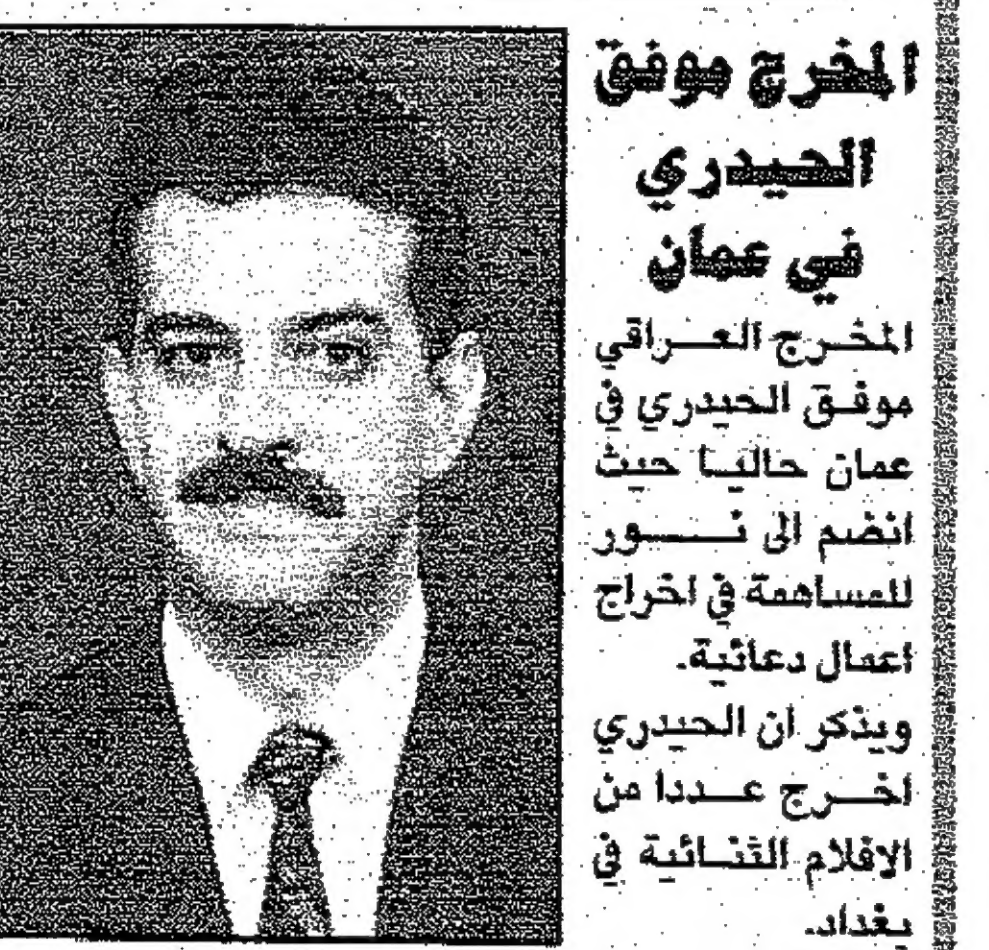 المخرج موفق
الحيدري
في عمان
المخرج العراقي
موفق الحيدري في
عمان حاليا حيث
انضم الى نور
للمساهمة في اخراج
اعمال دعائية.
ويذكر ان الحيدري
اخرج عددا من
الافلام الثنائية في
بغداد.